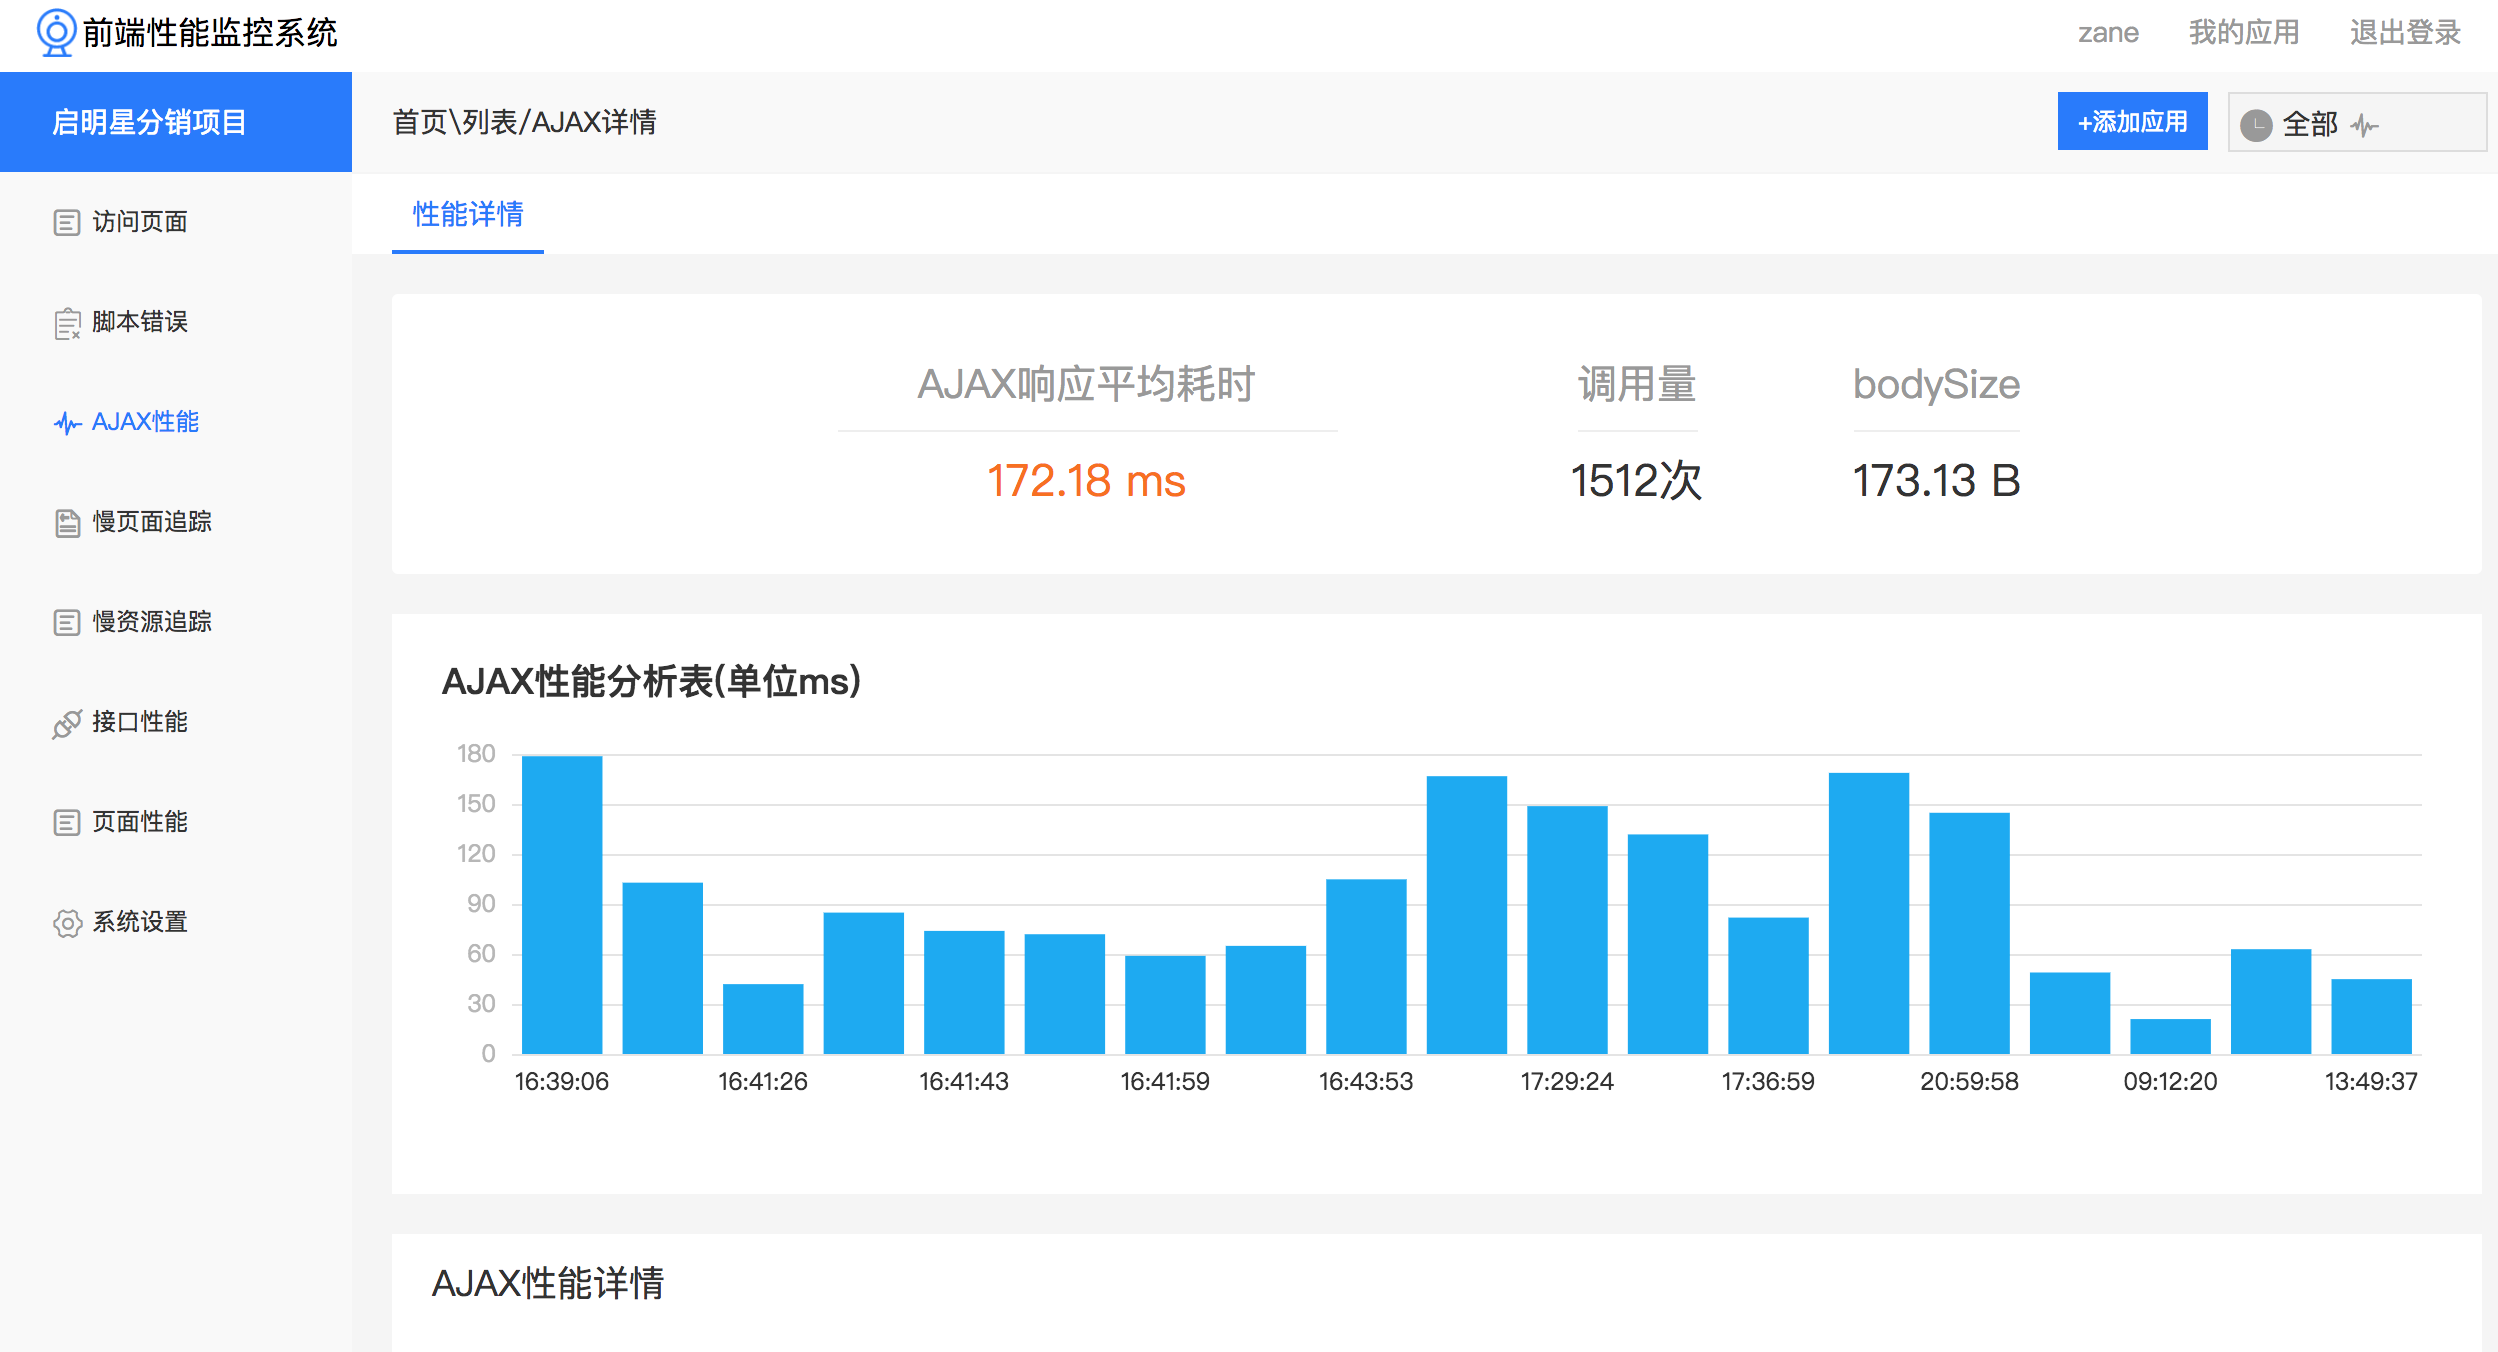 前端性能监控系统
zane 我的应用 退出登录
启明星分销项目
首页\列表/AJAX详情
+添加应用
全部
访问页面
脚本错误
AJAX性能
慢页面追踪
慢资源追踪
接口性能
页面性能
系统设置
性能详情
AJAX响应平均耗时 调用量 bodySize
172.18 ms 1512次 173.13 B
AJAX性能分析表(单位ms)
180
150
120
90
60
30
0
16:39:06 16:41:26 16:41:43 16:41:59 16:43:53 17:29:24 17:36:59 20:59:58 09:12:20 13:49:37
AJAX性能详情